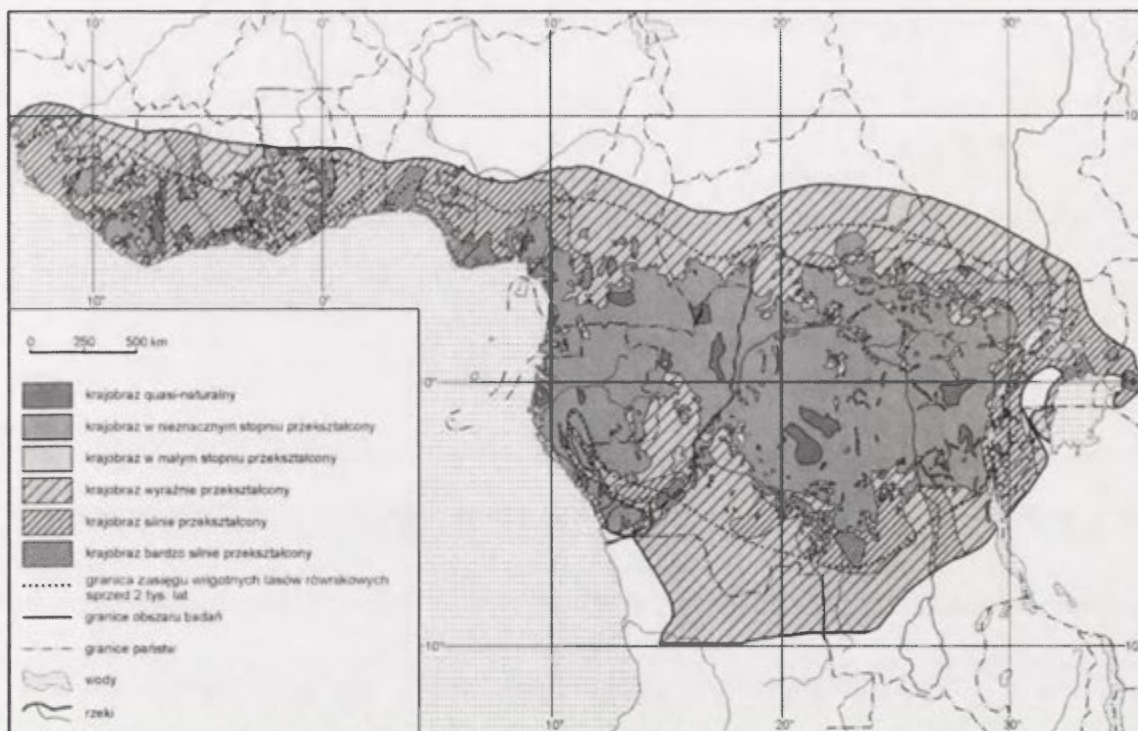 10° 0° 10° 20° 30°
10°
10° 0°
0 250 500 km
krajobraz quasi-naturalny
0° 0°
krajobraz w nieznacznym stopniu przekształcony
krajobraz w małym stopniu przekształcony
krajobraz wyraźnie przekształcony
krajobraz silnie przekształcony
krajobraz bardzo silnie przekształcony
granica zasięgu wilgotnych lasów równikowych
sprzed 2 tys. lat
granice obszaru badań
granice państw
10° 10°
wody
rzeki
10° 20° 30°